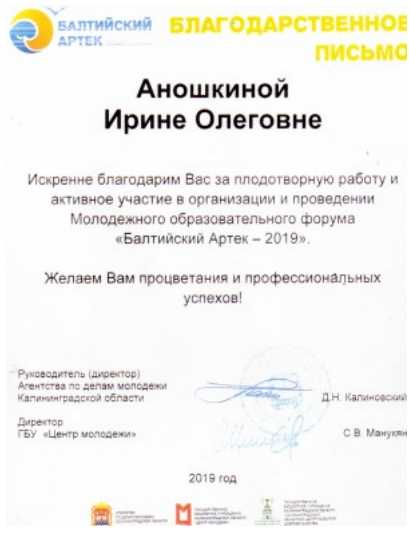 БАЛТИЙСКИЙ
АРТЕК
БЛАГОДАРСТВЕННОЕ
ПИСЬМО
Аношкиной
Ирине Олеговне
Искренне благодарим Вас за плодотворную работу и
активное участие в организации и проведении
Молодежного образовательного форума
«Балтийский Артек – 2019».
Желаем Вам процветания и профессиональных
успехов!
Руководитель (директор)
Агентства по делам молодежи
Калининградской области
Д.Н. Калиновский
Директор
ГБУ «Центр молодежи»
С.В. Манукян
2019 год